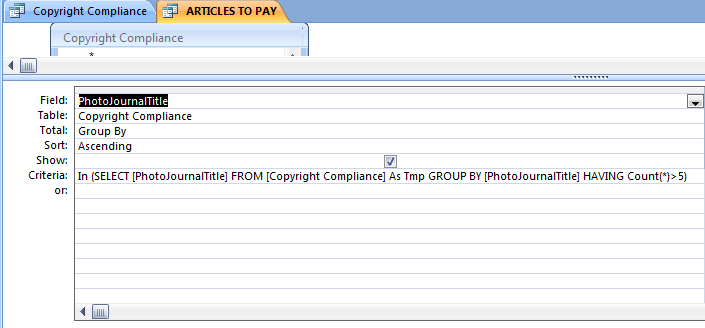 Copyright Compliance ARTICLES TO PAY
Copyright Compliance
*
Field: PhotoJournalTitle
Table: Copyright Compliance
Total: Group By
Sort: Ascending
Show:
Criteria: In (SELECT [PhotoJournalTitle] FROM [Copyright Compliance] As Tmp GROUP BY [PhotoJournalTitle] HAVING Count(*)>5)
or: